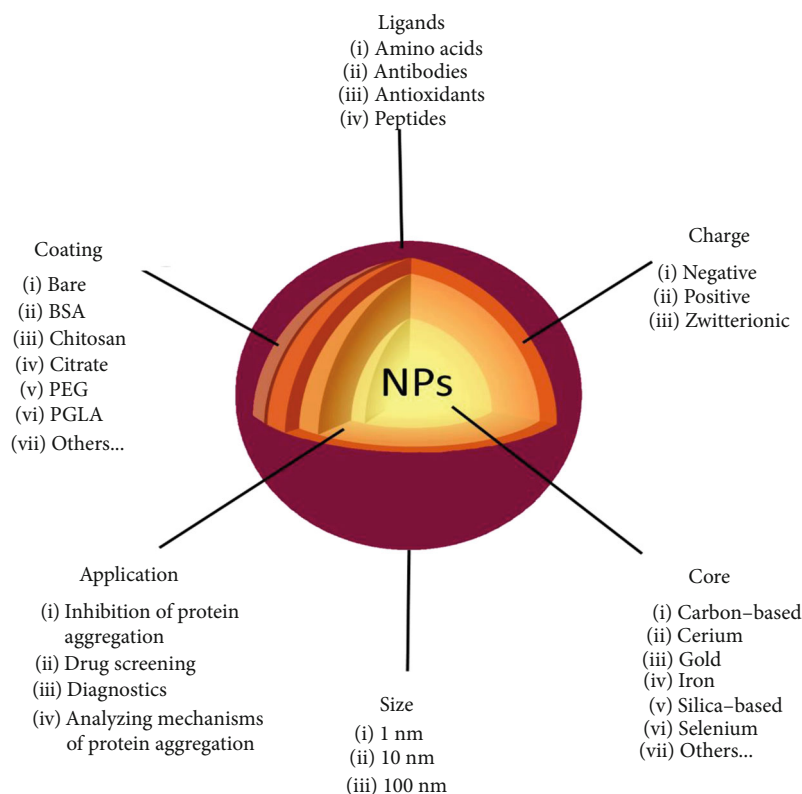 Ligands
(i) Amino acids
(ii) Antibodies
(iii) Antioxidants
(iv) Peptides
Coating
(i) Bare
(ii) BSA
(iii) Chitosan
(iv) Citrate
(v) PEG
(vi) PGLA
(vii) Others...
Charge
(i) Negative
(ii) Positive
(iii) Zwitterionic
NPs
Application
(i) Inhibition of protein
aggregation
(ii) Drug screening
(iii) Diagnostics
(iv) Analyzing mechanisms
of protein aggregation
Size
(i) 1 nm
(ii) 10 nm
(iii) 100 nm
Core
(i) Carbon–based
(ii) Cerium
(iii) Gold
(iv) Iron
(v) Silica–based
(vi) Selenium
(vii) Others...